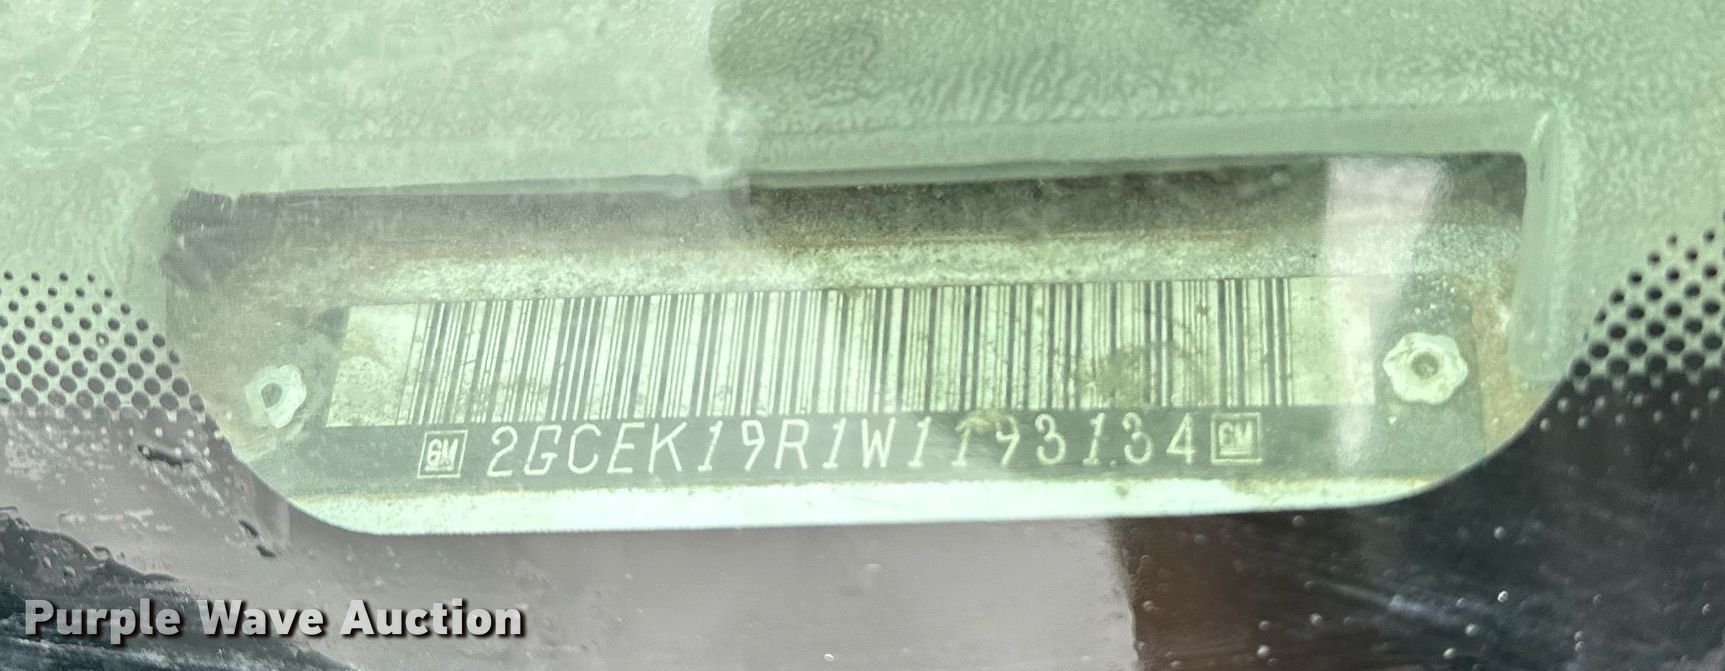 GM 2GCEK19R1W1193134 GM
Purple Wave Auction